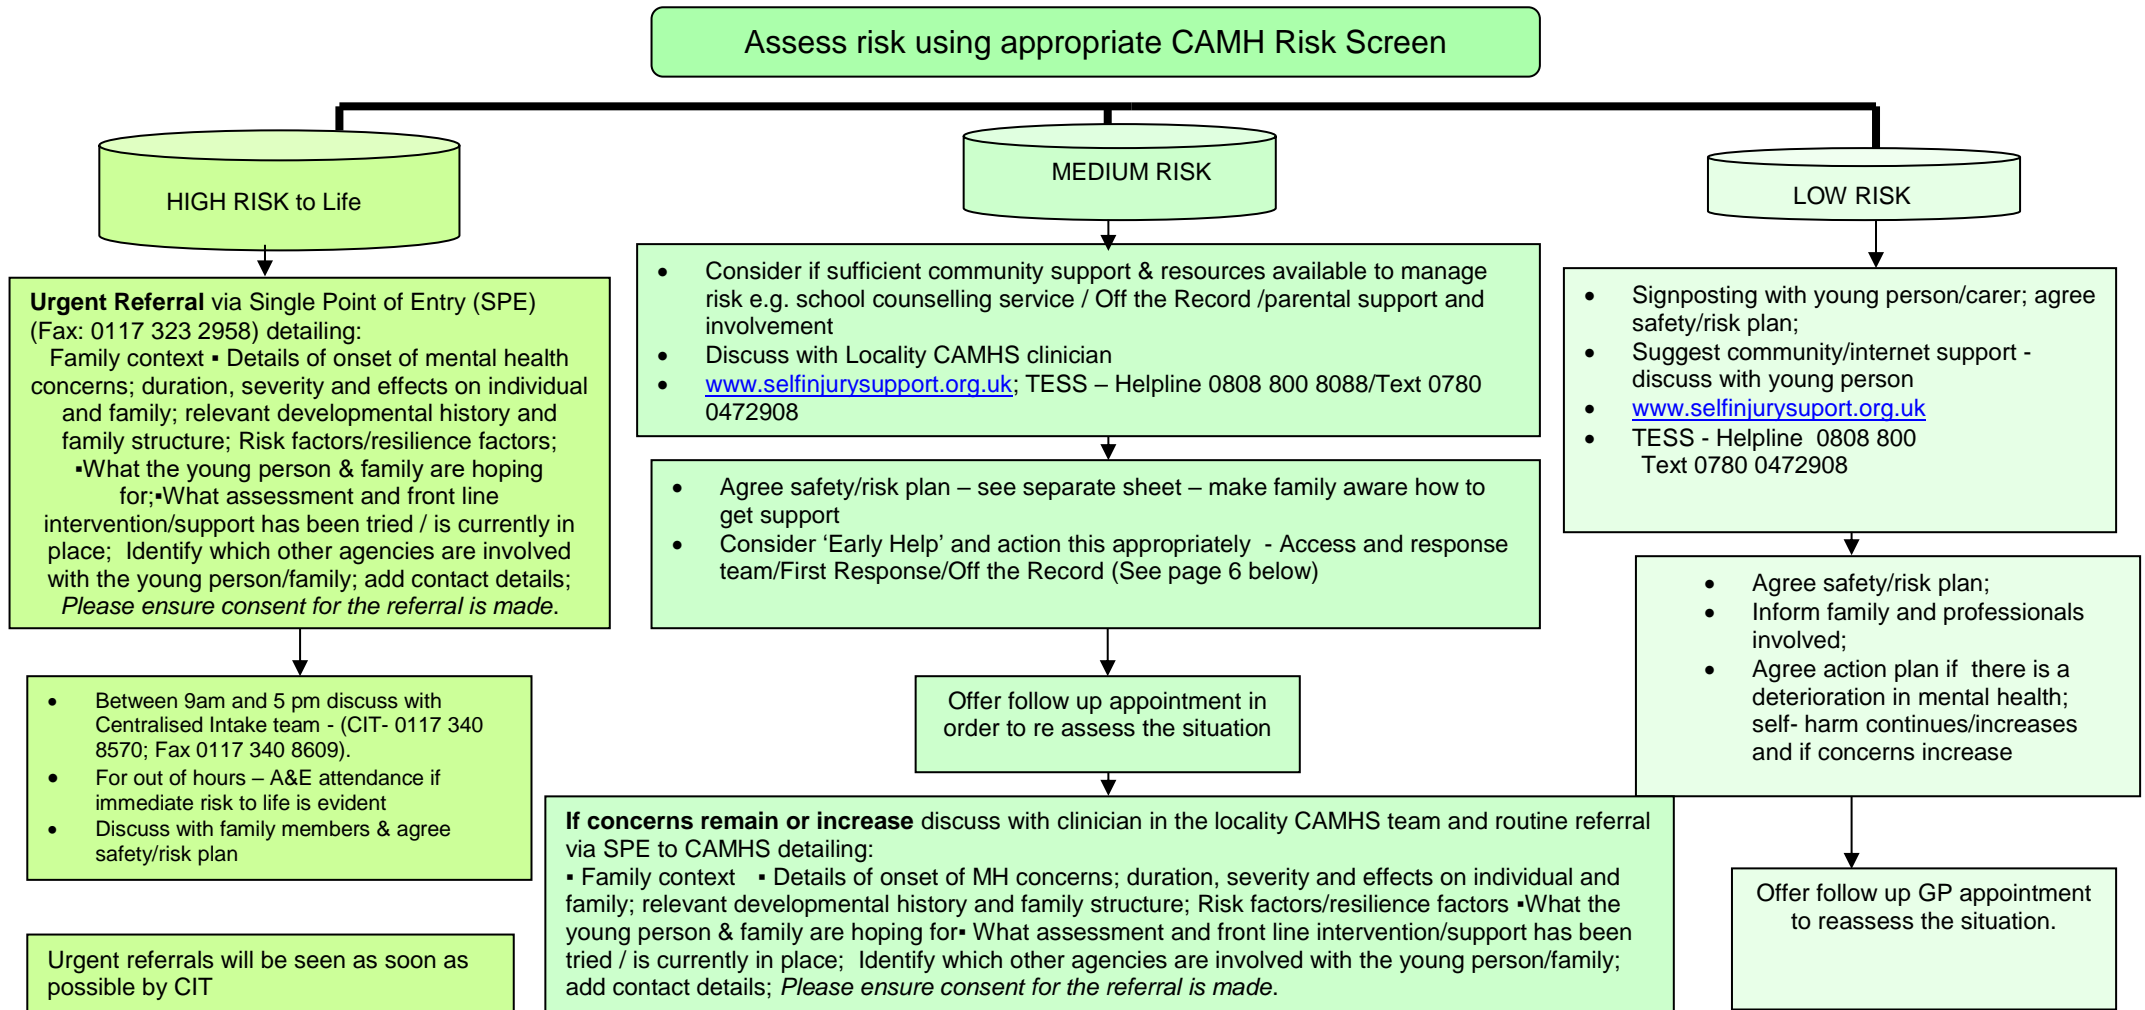 Assess risk using appropriate CAMH Risk Screen
HIGH RISK to Life
Urgent Referral via Single Point of Entry (SPE)
(Fax: 0117 323 2958) detailing:
Family context ▪ Details of onset of mental health
concerns; duration, severity and effects on individual
and family; relevant developmental history and
family structure; Risk factors/resilience factors;
▪What the young person & family are hoping
for;▪What assessment and front line
intervention/support has been tried / is currently in
place; Identify which other agencies are involved
with the young person/family; add contact details;
Please ensure consent for the referral is made.
• Between 9am and 5 pm discuss with
Centralised Intake team - (CIT- 0117 340
8570; Fax 0117 340 8609).
• For out of hours – A&E attendance if
immediate risk to life is evident
• Discuss with family members & agree
safety/risk plan
Urgent referrals will be seen as soon as
possible by CIT
MEDIUM RISK
• Consider if sufficient community support & resources available to manage
risk e.g. school counselling service / Off the Record /parental support and
involvement
• Discuss with Locality CAMHS clinician
• www.selfinjurysupport.org.uk; TESS – Helpline 0808 800 8088/Text 0780
0472908
• Agree safety/risk plan – see separate sheet – make family aware how to
get support
• Consider ‘Early Help’ and action this appropriately - Access and response
team/First Response/Off the Record (See page 6 below)
Offer follow up appointment in
order to re assess the situation
If concerns remain or increase discuss with clinician in the locality CAMHS team and routine referral
via SPE to CAMHS detailing:
▪ Family context ▪ Details of onset of MH concerns; duration, severity and effects on individual and
family; relevant developmental history and family structure; Risk factors/resilience factors ▪What the
young person & family are hoping for▪ What assessment and front line intervention/support has been
tried / is currently in place; Identify which other agencies are involved with the young person/family;
add contact details; Please ensure consent for the referral is made.
LOW RISK
• Signposting with young person/carer; agree
safety/risk plan;
• Suggest community/internet support -
discuss with young person
• www.selfinjurysuport.org.uk
• TESS - Helpline 0808 800
Text 0780 0472908
• Agree safety/risk plan;
• Inform family and professionals
involved;
• Agree action plan if there is a
deterioration in mental health;
self- harm continues/increases
and if concerns increase
Offer follow up GP appointment
to reassess the situation.